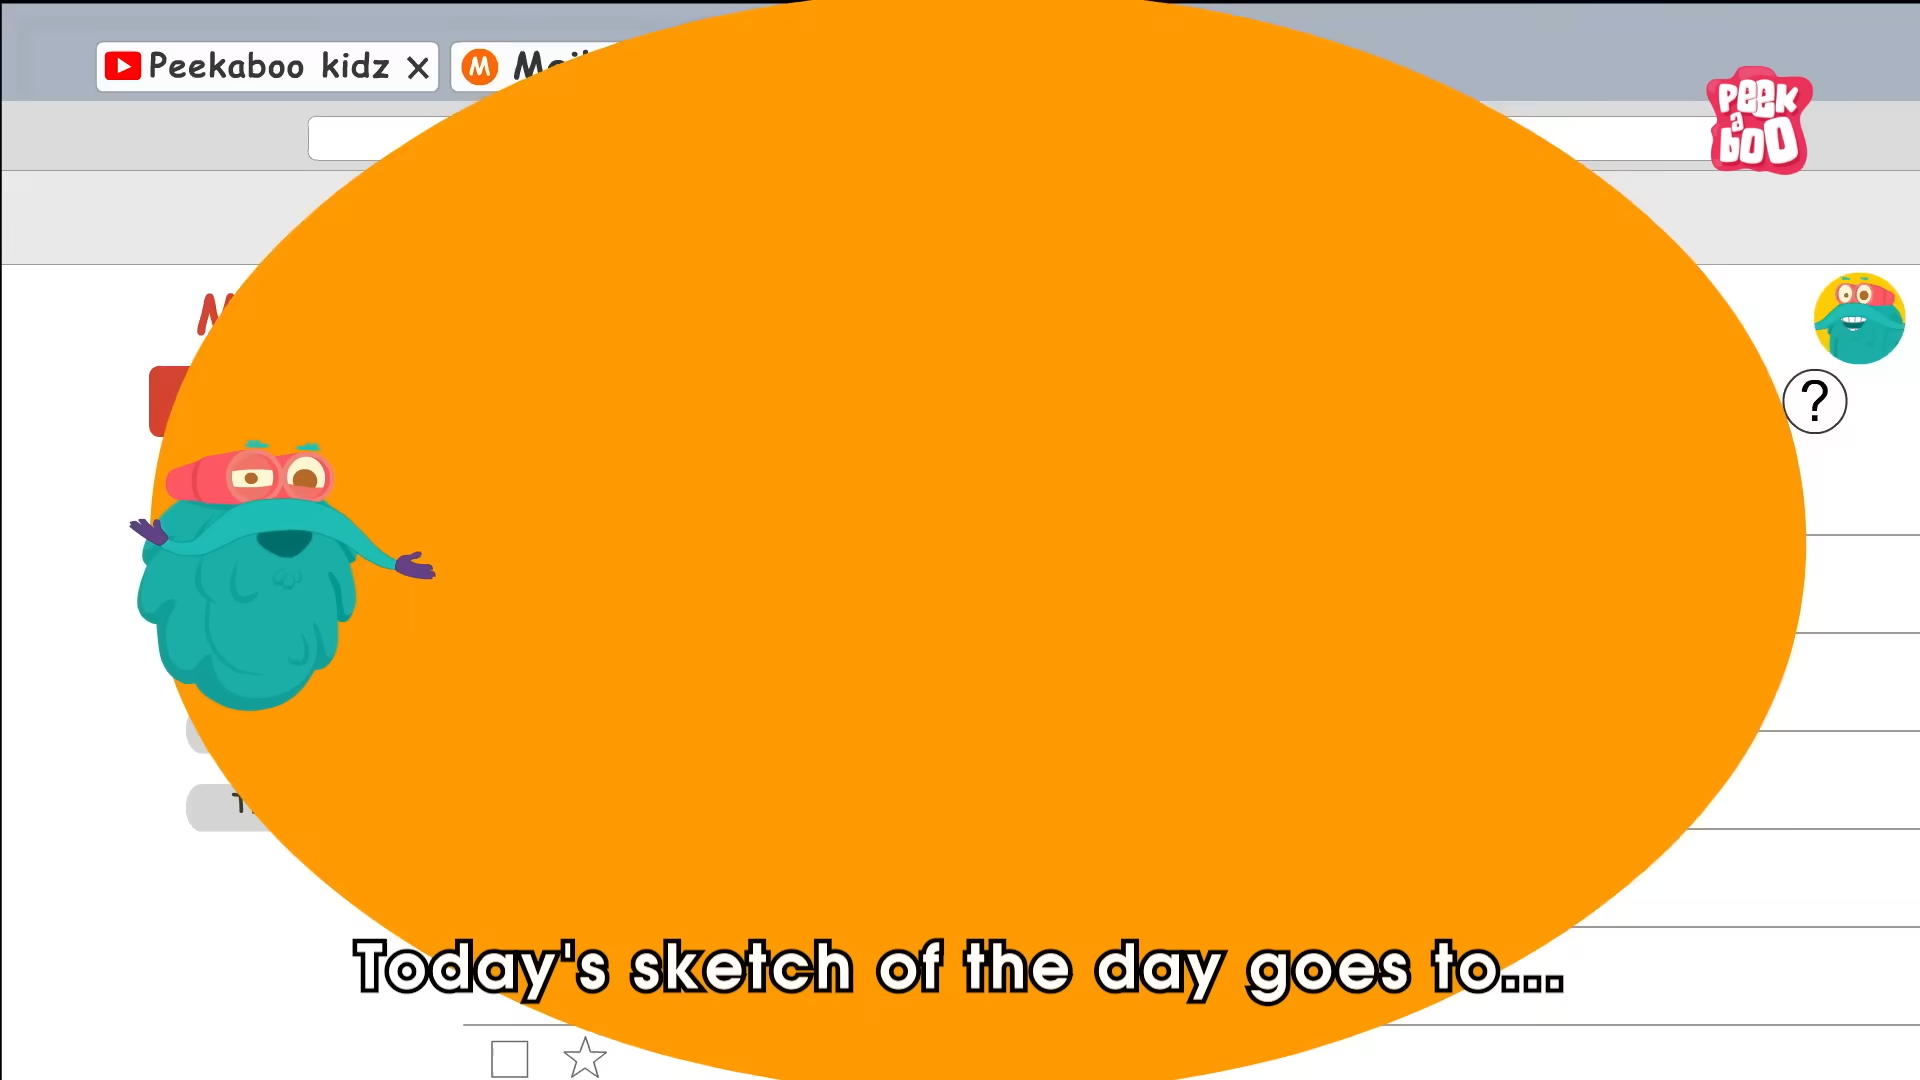 Peekaboo kidz
PEEK
a
BOO
?
Today's sketch of the day goes to...